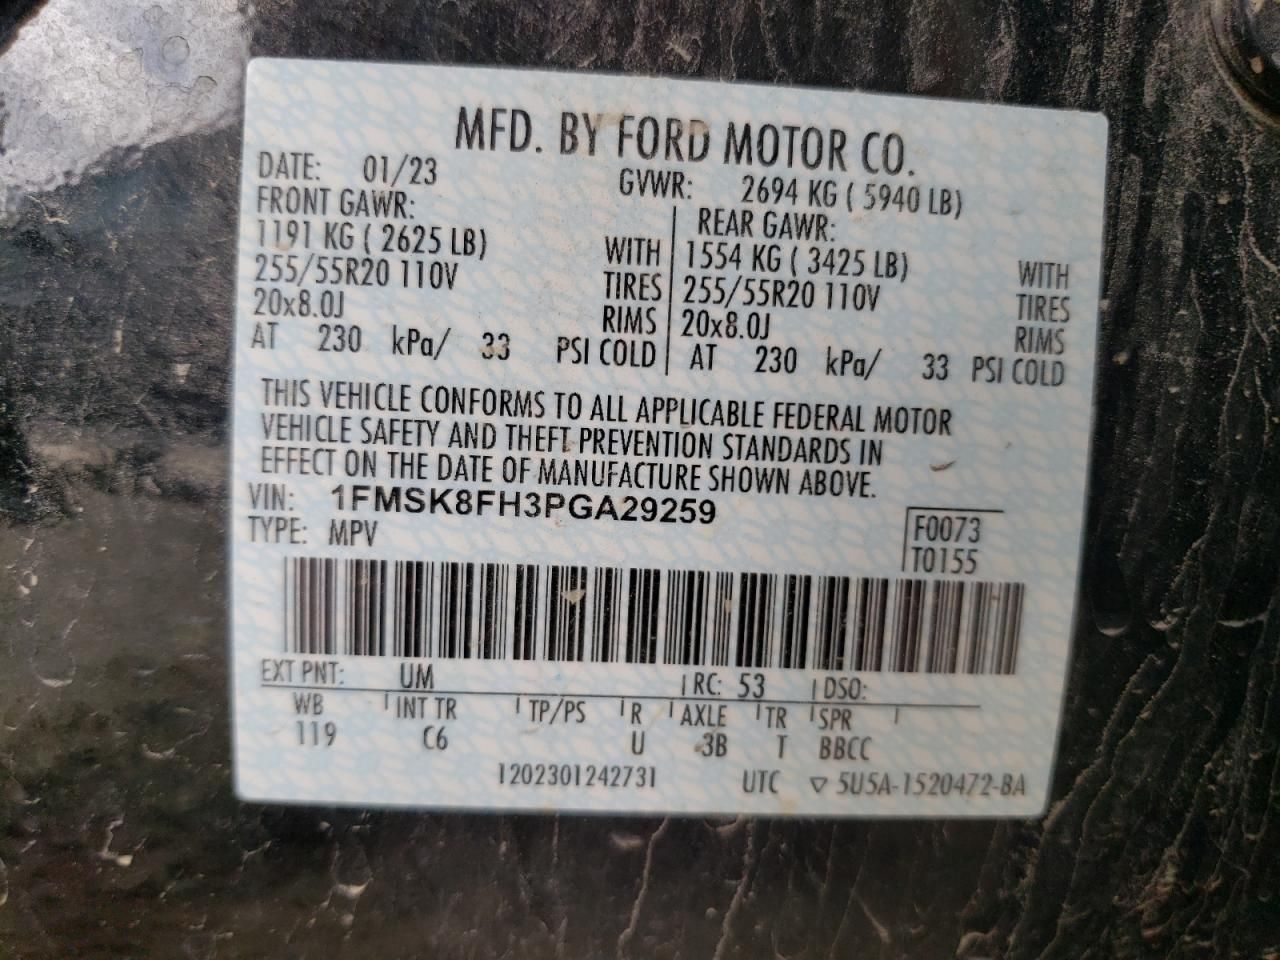 MFD. BY FORD MOTOR CO.
DATE: 01/23 GVWR: 2694 KG ( 5940 LB)
FRONT GAWR: REAR GAWR:
1191 KG ( 2625 LB) WITH 1554 KG ( 3425 LB) WITH
255/55R20 110V TIRES 255/55R20 110V TIRES
20x8.0J RIMS 20x8.0J RIMS
AT 230 kPa/ 33 PSI COLD AT 230 kPa/ 33 PSI COLD
THIS VEHICLE CONFORMS TO ALL APPLICABLE FEDERAL MOTOR
VEHICLE SAFETY AND THEFT PREVENTION STANDARDS IN
EFFECT ON THE DATE OF MANUFACTURE SHOWN ABOVE.
VIN: 1FMSK8FH3PGA29259
TYPE: MPV
F0073
T0155
EXT PNT: UM RC: 53 DSO:
WB INT TR TP/PS R AXLE TR SPR
119 C6 U 3B T BBCC
1202301242731 UTC ▽ 5U5A-1520472-BA